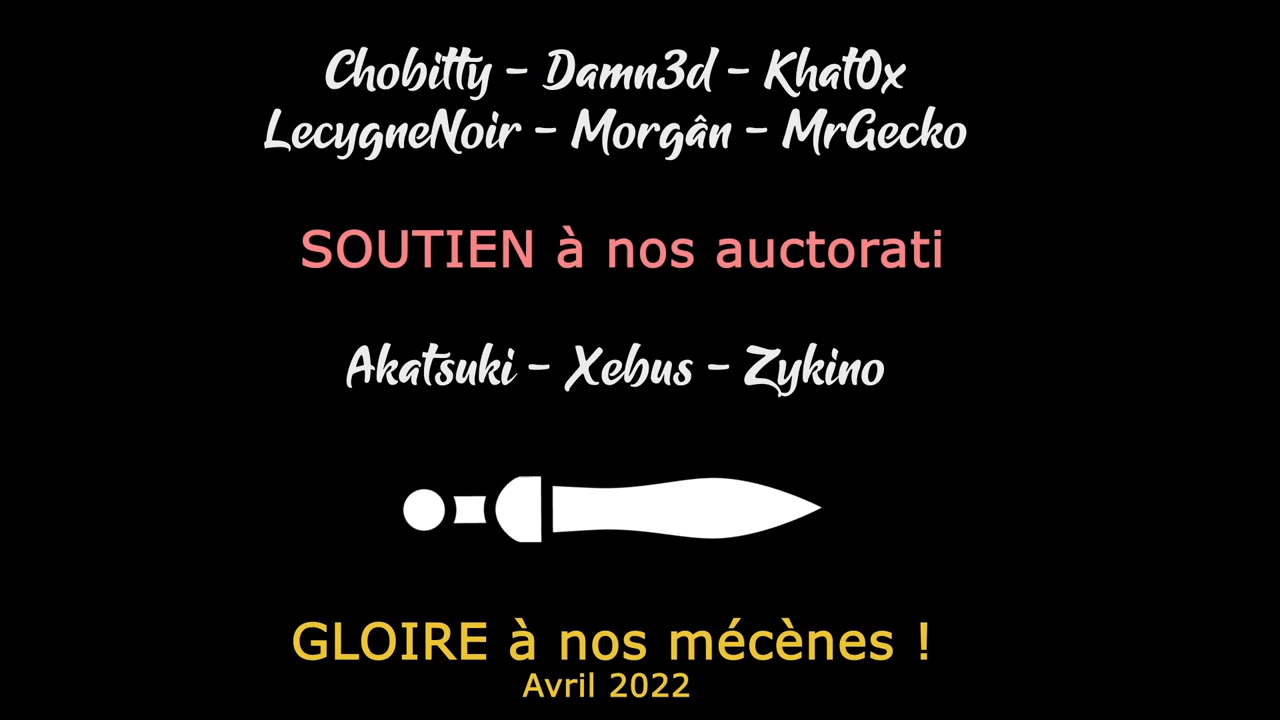 Chobitty - Damn3d - Khat0x
LecygneNoir - Morgân - MrGecko
SOUTIEN à nos auctorati
Akatsuki - Xebus - Zykino
GLOIRE à nos mécènes !
Avril 2022